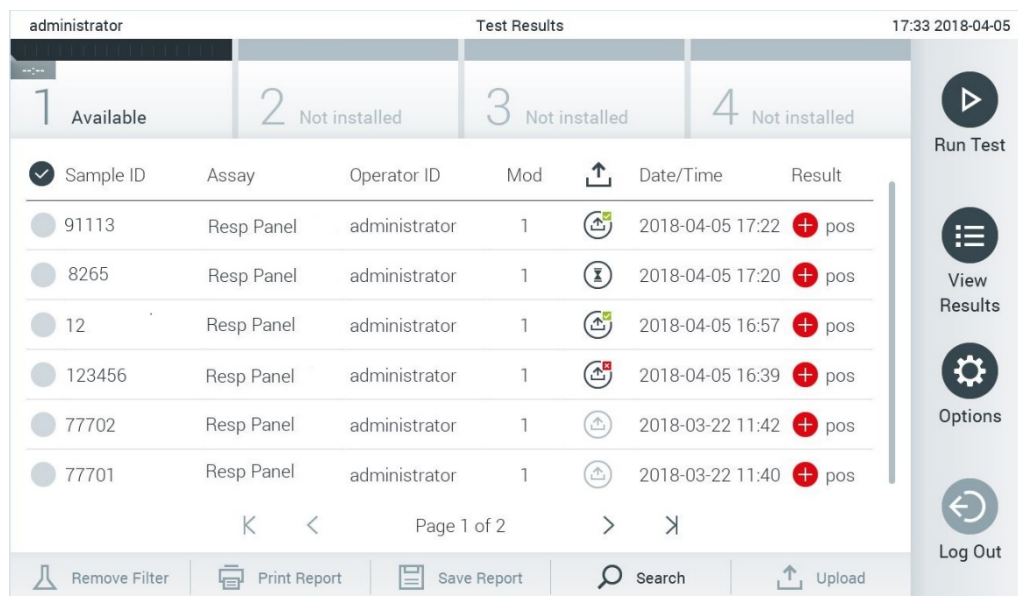 administrator Test Results 17:33 2018-04-05
--:--
1 Available 2 Not installed 3 Not installed 4 Not installed
Run Test
Sample ID Assay Operator ID Mod Date/Time Result
91113 Resp Panel administrator 1 2018-04-05 17:22 pos
8265 Resp Panel administrator 1 2018-04-05 17:20 pos
View
Results
12 Resp Panel administrator 1 2018-04-05 16:57 pos
123456 Resp Panel administrator 1 2018-04-05 16:39 pos
77702 Resp Panel administrator 1 2018-03-22 11:42 pos
Options
77701 Resp Panel administrator 1 2018-03-22 11:40 pos
Page 1 of 2
Log Out
Remove Filter Print Report Save Report Search Upload